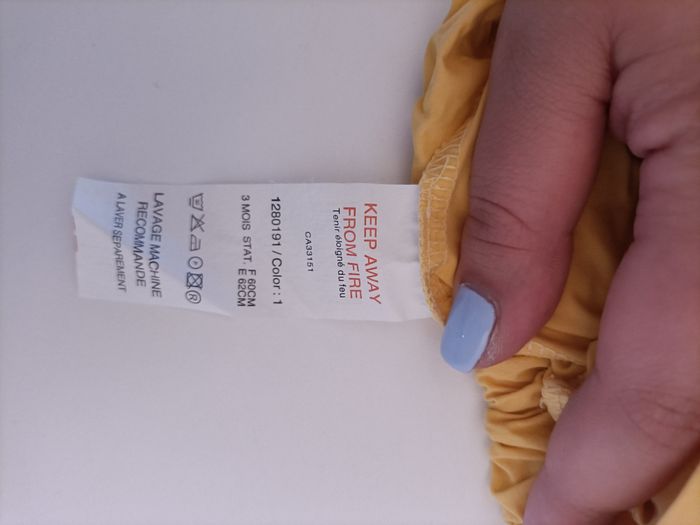 KEEP AWAY
FROM FIRE
Tenir éloigné du feu
CA33151
1280191 / Color : 1
3 MOIS STAT. F 60CM
E 62CM
LAVAGE MACHINE
RECOMMANDE
A LAVER SEPAREMENT